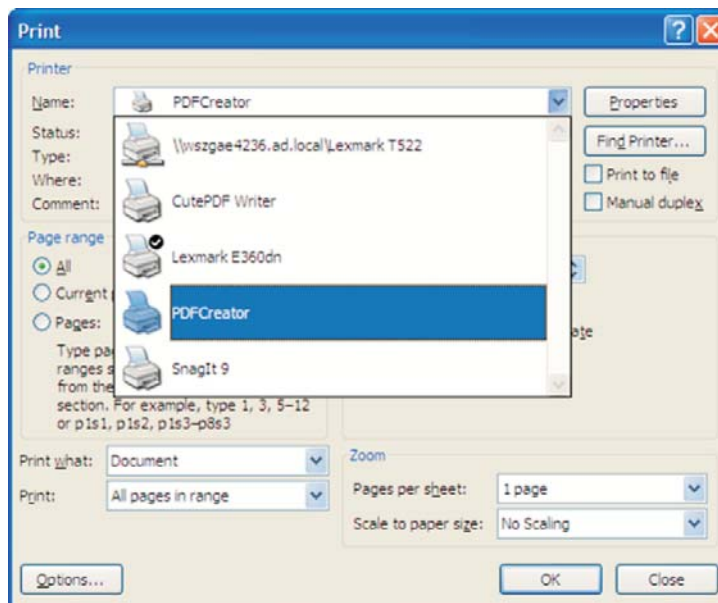 Print
Printer
Name: PDFCreator Properties
Status:
Type:
Where:
Comment:
\\wszgae4236.ad.local\Lexmark T522
CutePDF Writer
Lexmark E360dn
PDFCreator
SnagIt 9
Find Printer...
Print to file
Manual duplex
Page range
All
Current
Pages:
Type
ranges
from the
section. For example, type 1, 3, 5–12
or p1s1, p1s2, p1s3–p8s3
Print what: Document
Print: All pages in range
Zoom
Pages per sheet: 1 page
Scale to paper size: No Scaling
Options... OK Close